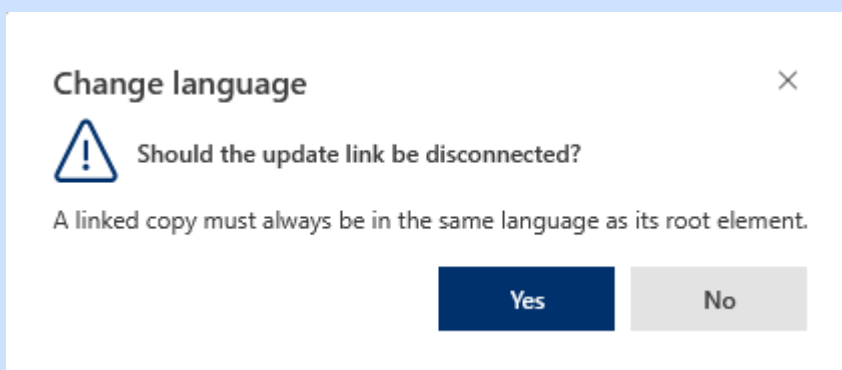 Change language
Should the update link be disconnected?
A linked copy must always be in the same language as its root element.
Yes
No